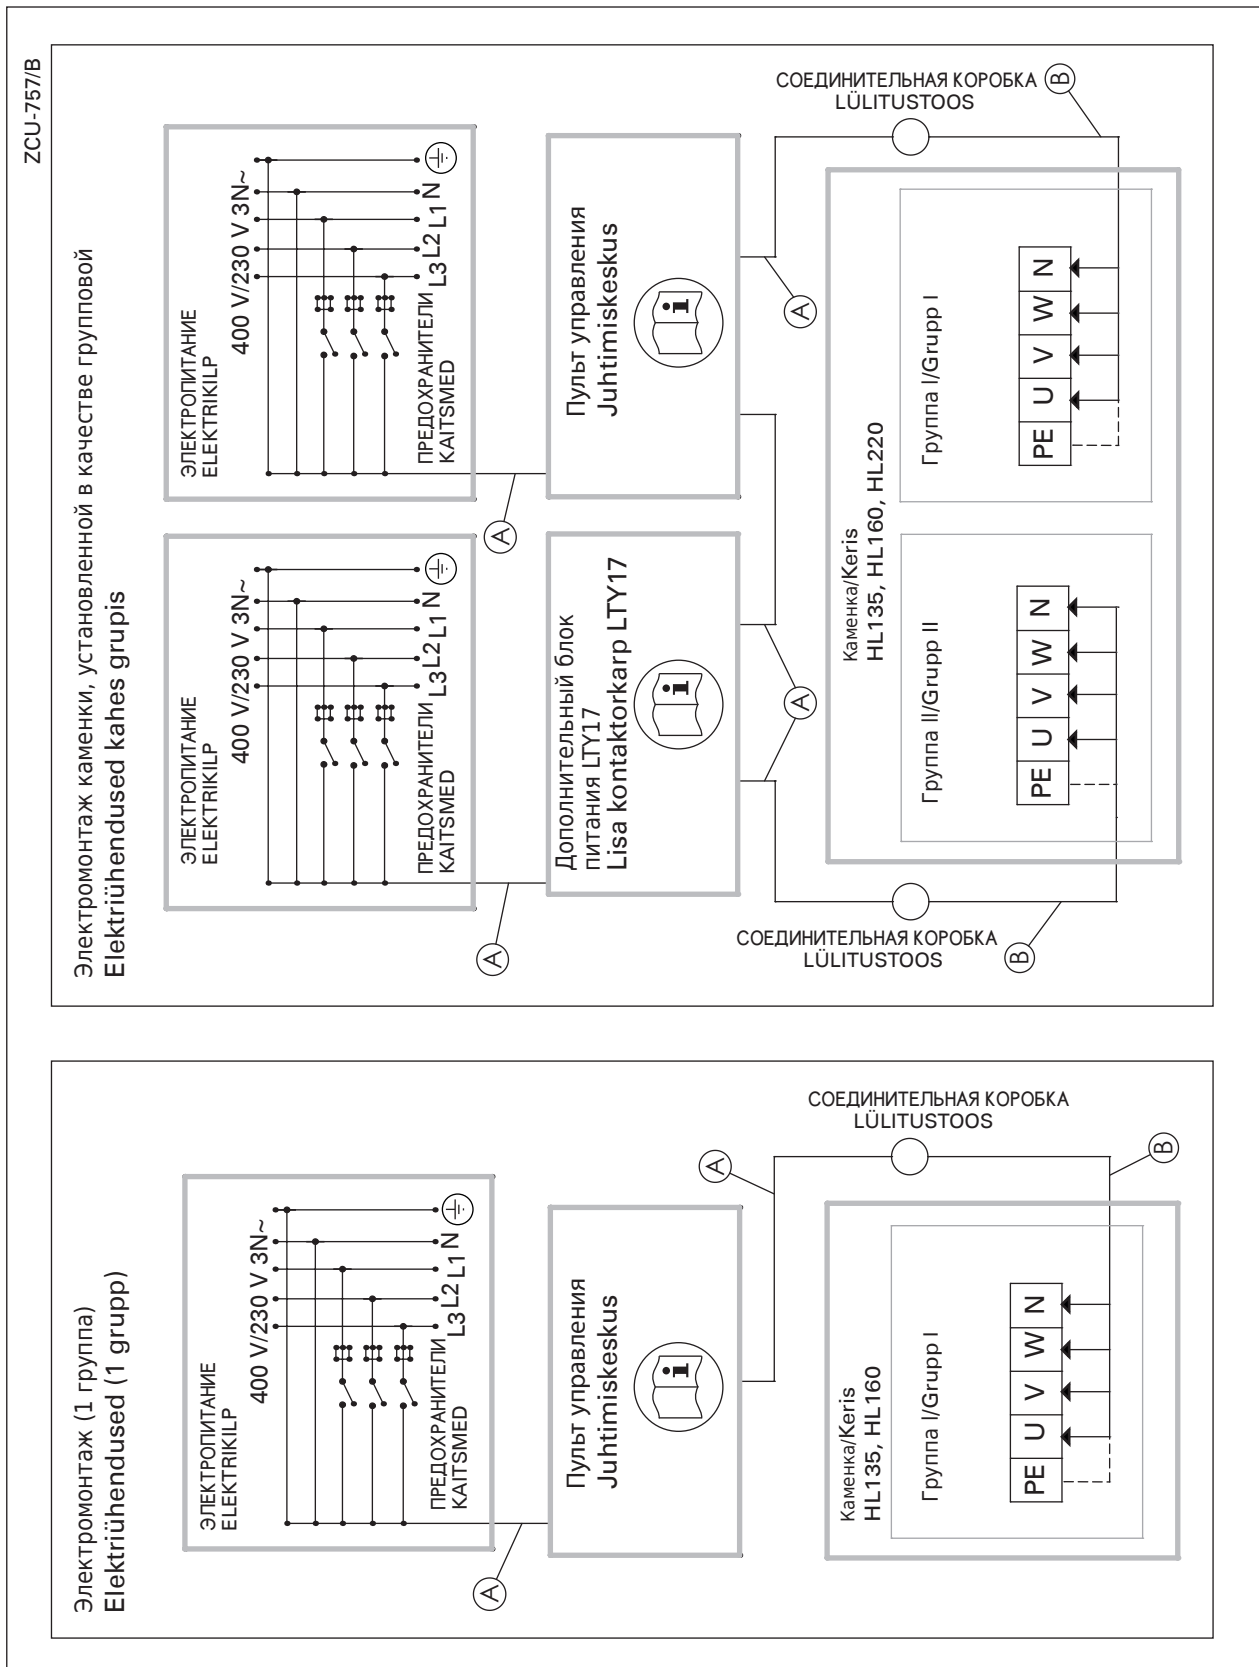 ZCU-757/B
Электромонтаж (1 группа)
Elektriühendused (1 grupp)
ЭЛЕКТРОПИТАНИЕ
ELEKTRIKILP
400 V/230 V 3N~
L3 L2 L1 N
ПРЕДОХРАНИТЕЛИ
KAITSMED
A
Пульт управления
Juhtimiskeskus
i
A
СОЕДИНИТЕЛЬНАЯ КОРОБКА
LÜLITUSTOOS
B
Каменка/Keris
HL135, HL160
Группа I/Grupp I
PE U V W N
Электромонтаж каменки, установленной в качестве групповой
Elektriühendused kahes grupis
ЭЛЕКТРОПИТАНИЕ
ELEKTRIKILP
400 V/230 V 3N~
L3 L2 L1 N
ПРЕДОХРАНИТЕЛИ
KAITSMED
A
ЭЛЕКТРОПИТАНИЕ
ELEKTRIKILP
400 V/230 V 3N~
L3 L2 L1 N
ПРЕДОХРАНИТЕЛИ
KAITSMED
A
Дополнительный блок
питания LTY17
Lisa kontaktorkarp LTY17
i
Пульт управления
Juhtimiskeskus
i
A
A
СОЕДИНИТЕЛЬНАЯ КОРОБКА
LÜLITUSTOOS
B
СОЕДИНИТЕЛЬНАЯ КОРОБКА
LÜLITUSTOOS
B
Каменка/Keris
HL135, HL160, HL220
Группа II/Grupp II
PE U V W N
Группа I/Grupp I
PE U V W N